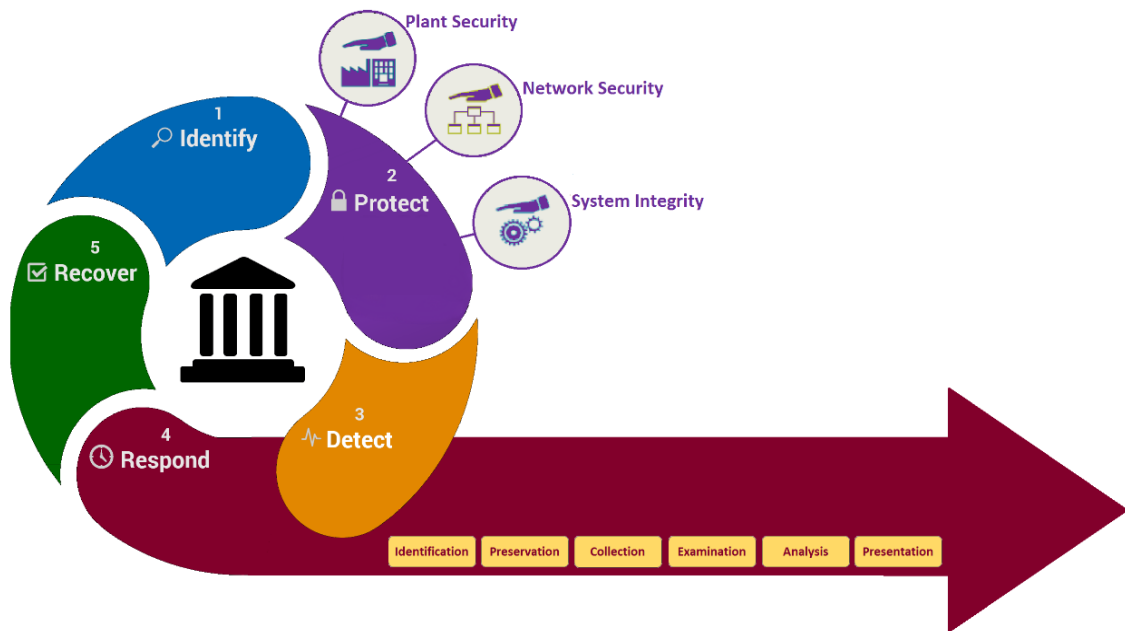 Plant Security
Network Security
System Integrity
1
Identify
2
Protect
3
Detect
4
Respond
5
Recover
Identification
Preservation
Collection
Examination
Analysis
Presentation